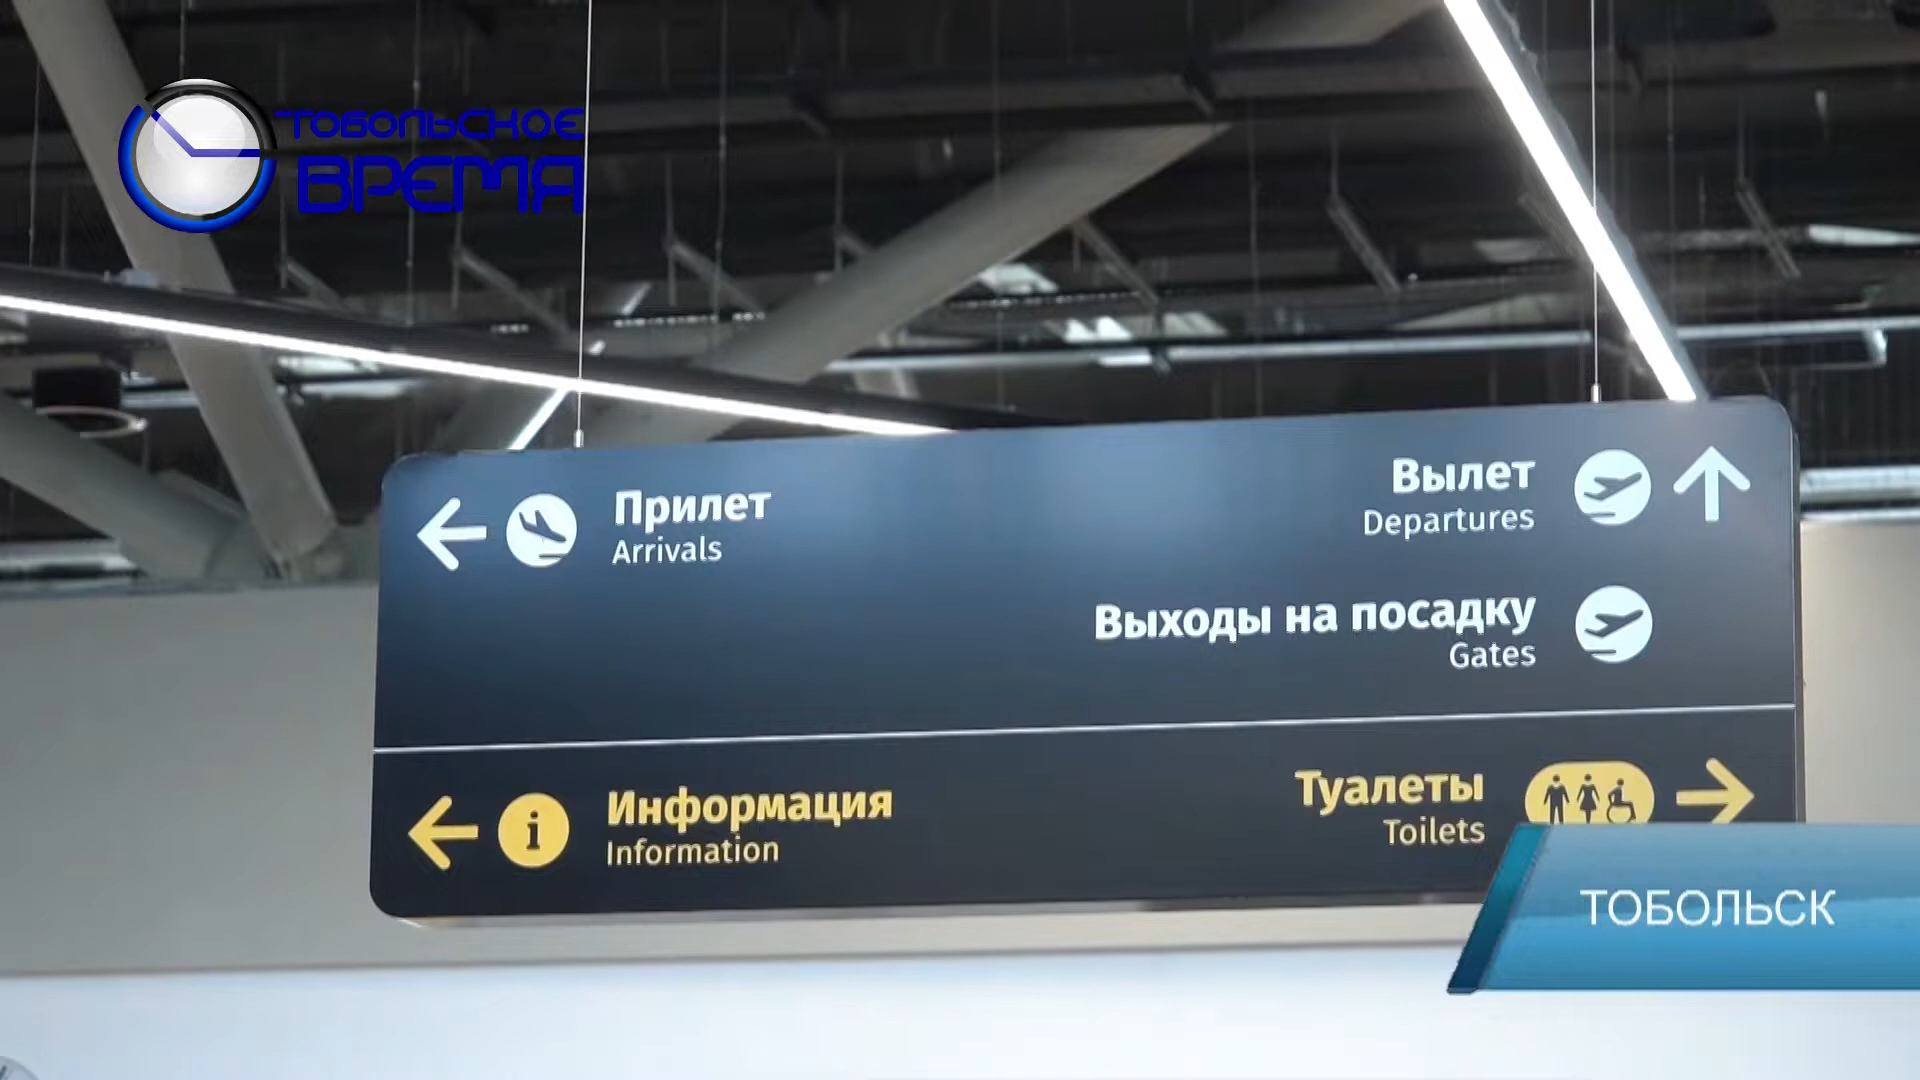 ТОБОЛЬСКОЕ
ВРЕМЯ
Прилет
Arrivals
Вылет
Departures
Выходы на посадку
Gates
Информация
Information
Туалеты
Toilets
ТОБОЛЬСК